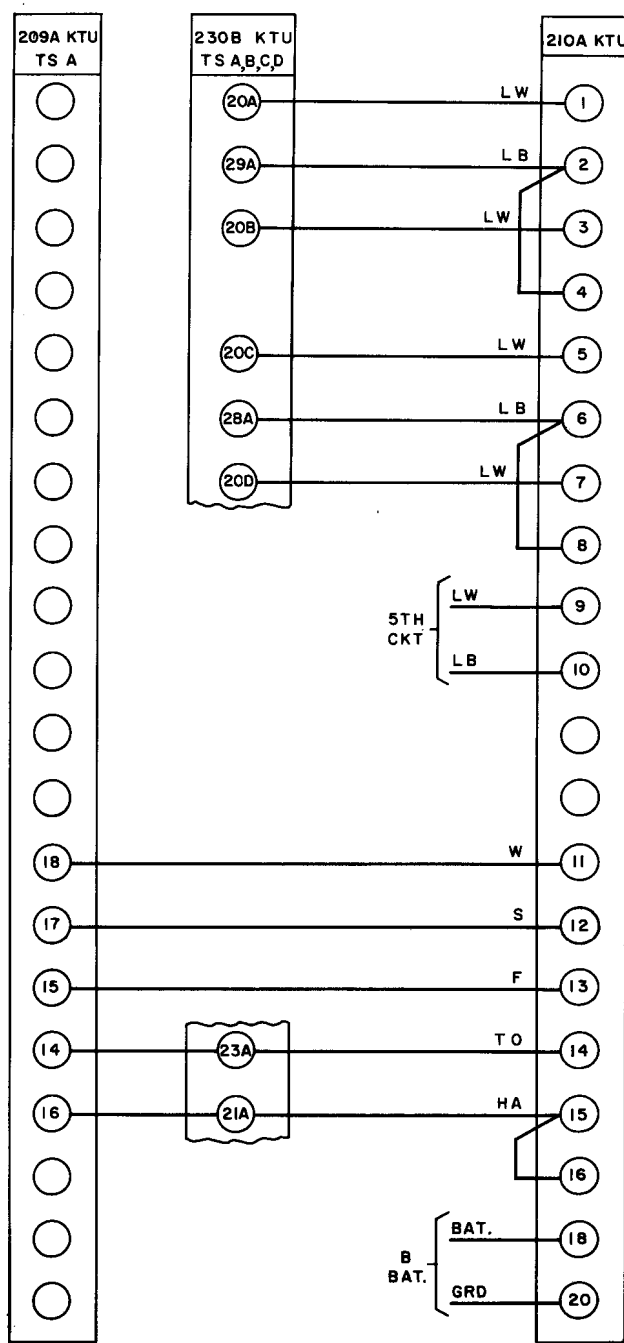 209A KTU
TS A
230B KTU
TS A,B,C,D
210A KTU
20A LW 1
29A LB 2
20B LW 3
4
20C LW 5
28A LB 6
20D LW 7
8
5TH
CKT
LW 9
LB 10
18 W 11
17 S 12
15 F 13
14 23A TO 14
16 21A HA 15
16
B
BAT.
BAT. 18
GRD 20